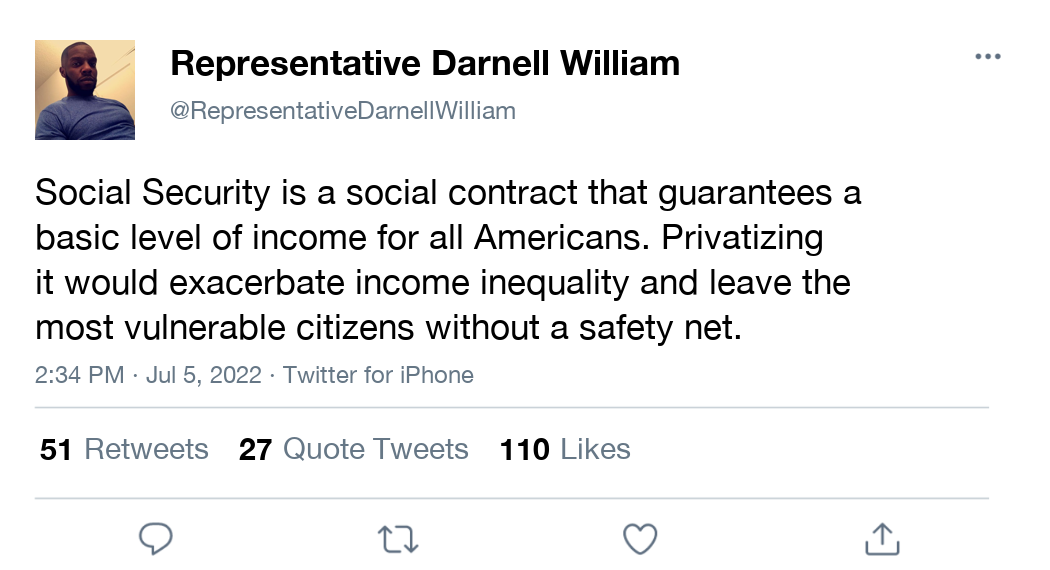 Representative Darnell William
@RepresentativeDarnellWilliam
Social Security is a social contract that guarantees a
basic level of income for all Americans. Privatizing
it would exacerbate income inequality and leave the
most vulnerable citizens without a safety net.
2:34 PM · Jul 5, 2022 · Twitter for iPhone
51 Retweets 27 Quote Tweets 110 Likes